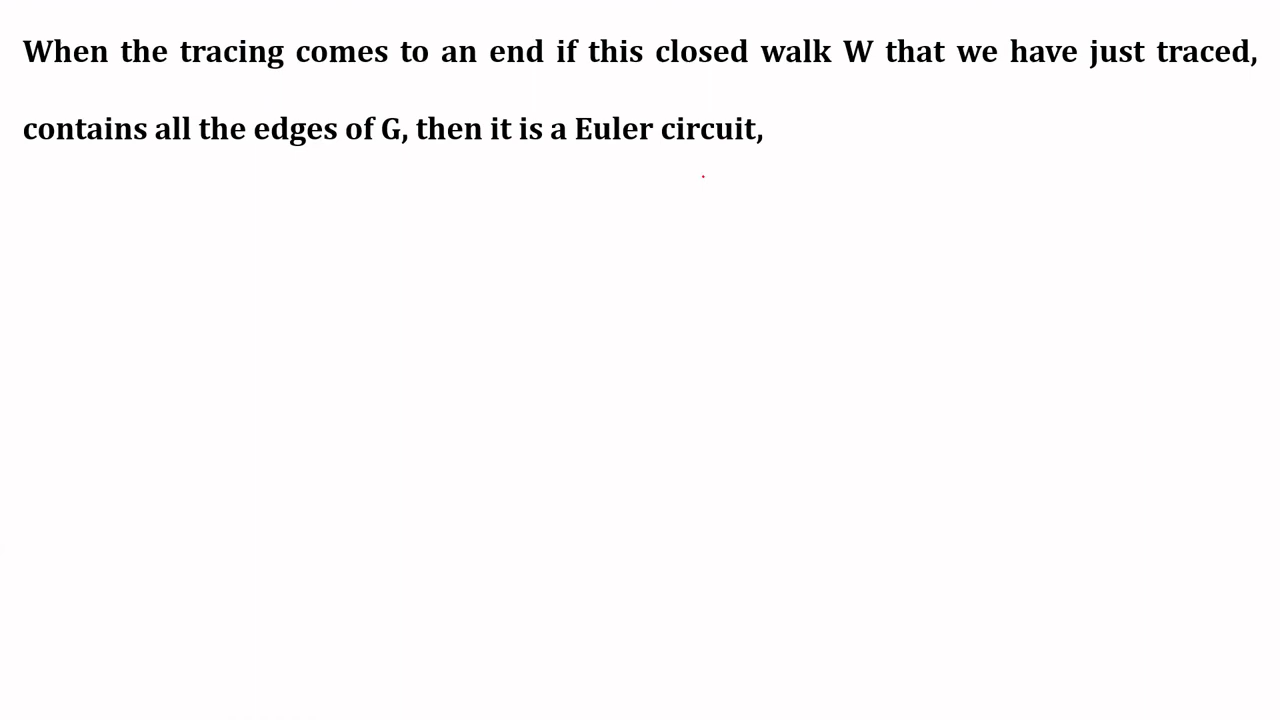 When the tracing comes to an end if this closed walk W that we have just traced,
contains all the edges of G, then it is a Euler circuit,